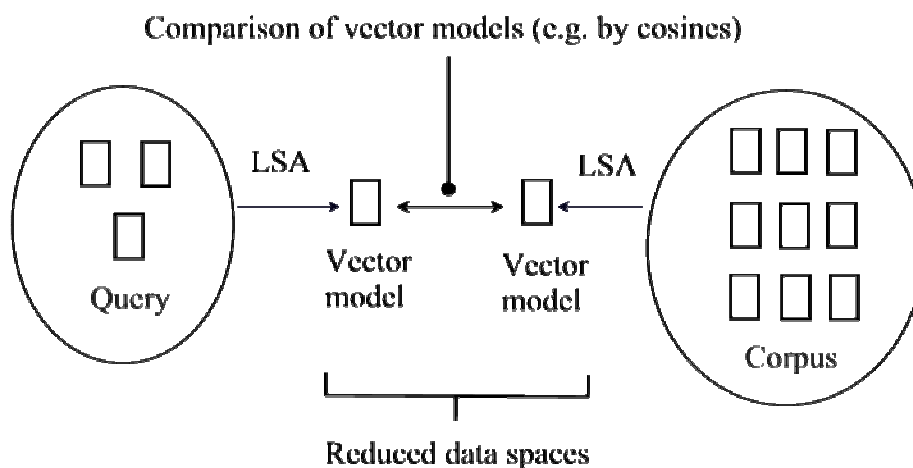 Comparison of vector models (e.g. by cosines)
LSA
LSA
Vector
model
Vector
model
Query
Corpus
Reduced data spaces